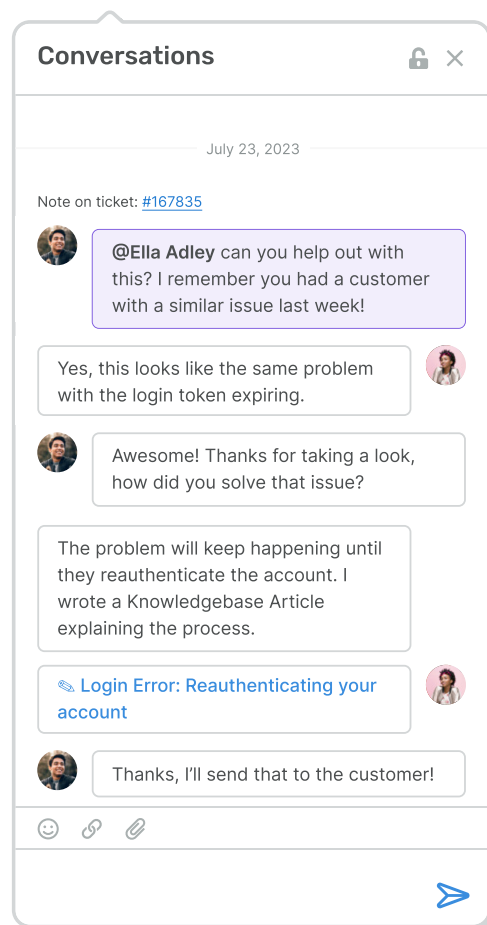 Conversations
July 23, 2023
Note on ticket: #167835
@Ella Adley can you help out with
this? I remember you had a customer
with a similar issue last week!
Yes, this looks like the same problem
with the login token expiring.
Awesome! Thanks for taking a look,
how did you solve that issue?
The problem will keep happening until
they reauthenticate the account. I
wrote a Knowledgebase Article
explaining the process.
✎ Login Error: Reauthenticating your
account
Thanks, I’ll send that to the customer!